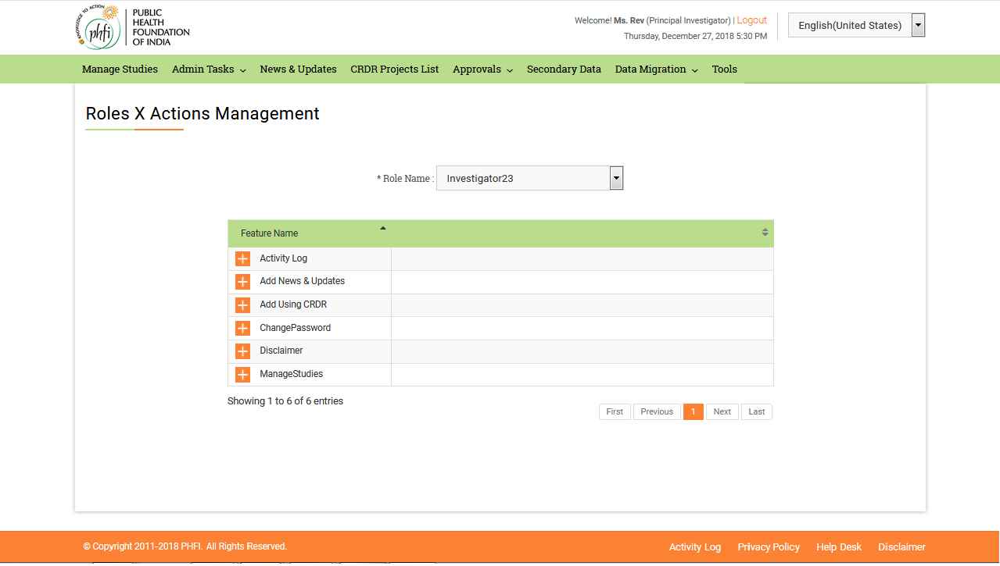 KNOWLEDGE TO ACTION
phfi
PUBLIC
HEALTH
FOUNDATION
OF INDIA
Welcome! Ms. Rev (Principal Investigator) | Logout
Thursday, December 27, 2018 5:30 PM
English(United States)
Manage Studies Admin Tasks News & Updates CRDR Projects List Approvals Secondary Data Data Migration Tools
Roles X Actions Management
* Role Name : Investigator23
Feature Name
Activity Log
Add News & Updates
Add Using CRDR
ChangePassword
Disclaimer
ManageStudies
Showing 1 to 6 of 6 entries
First Previous 1 Next Last
© Copyright 2011-2018 PHFI. All Rights Reserved.
Activity Log Privacy Policy Help Desk Disclaimer